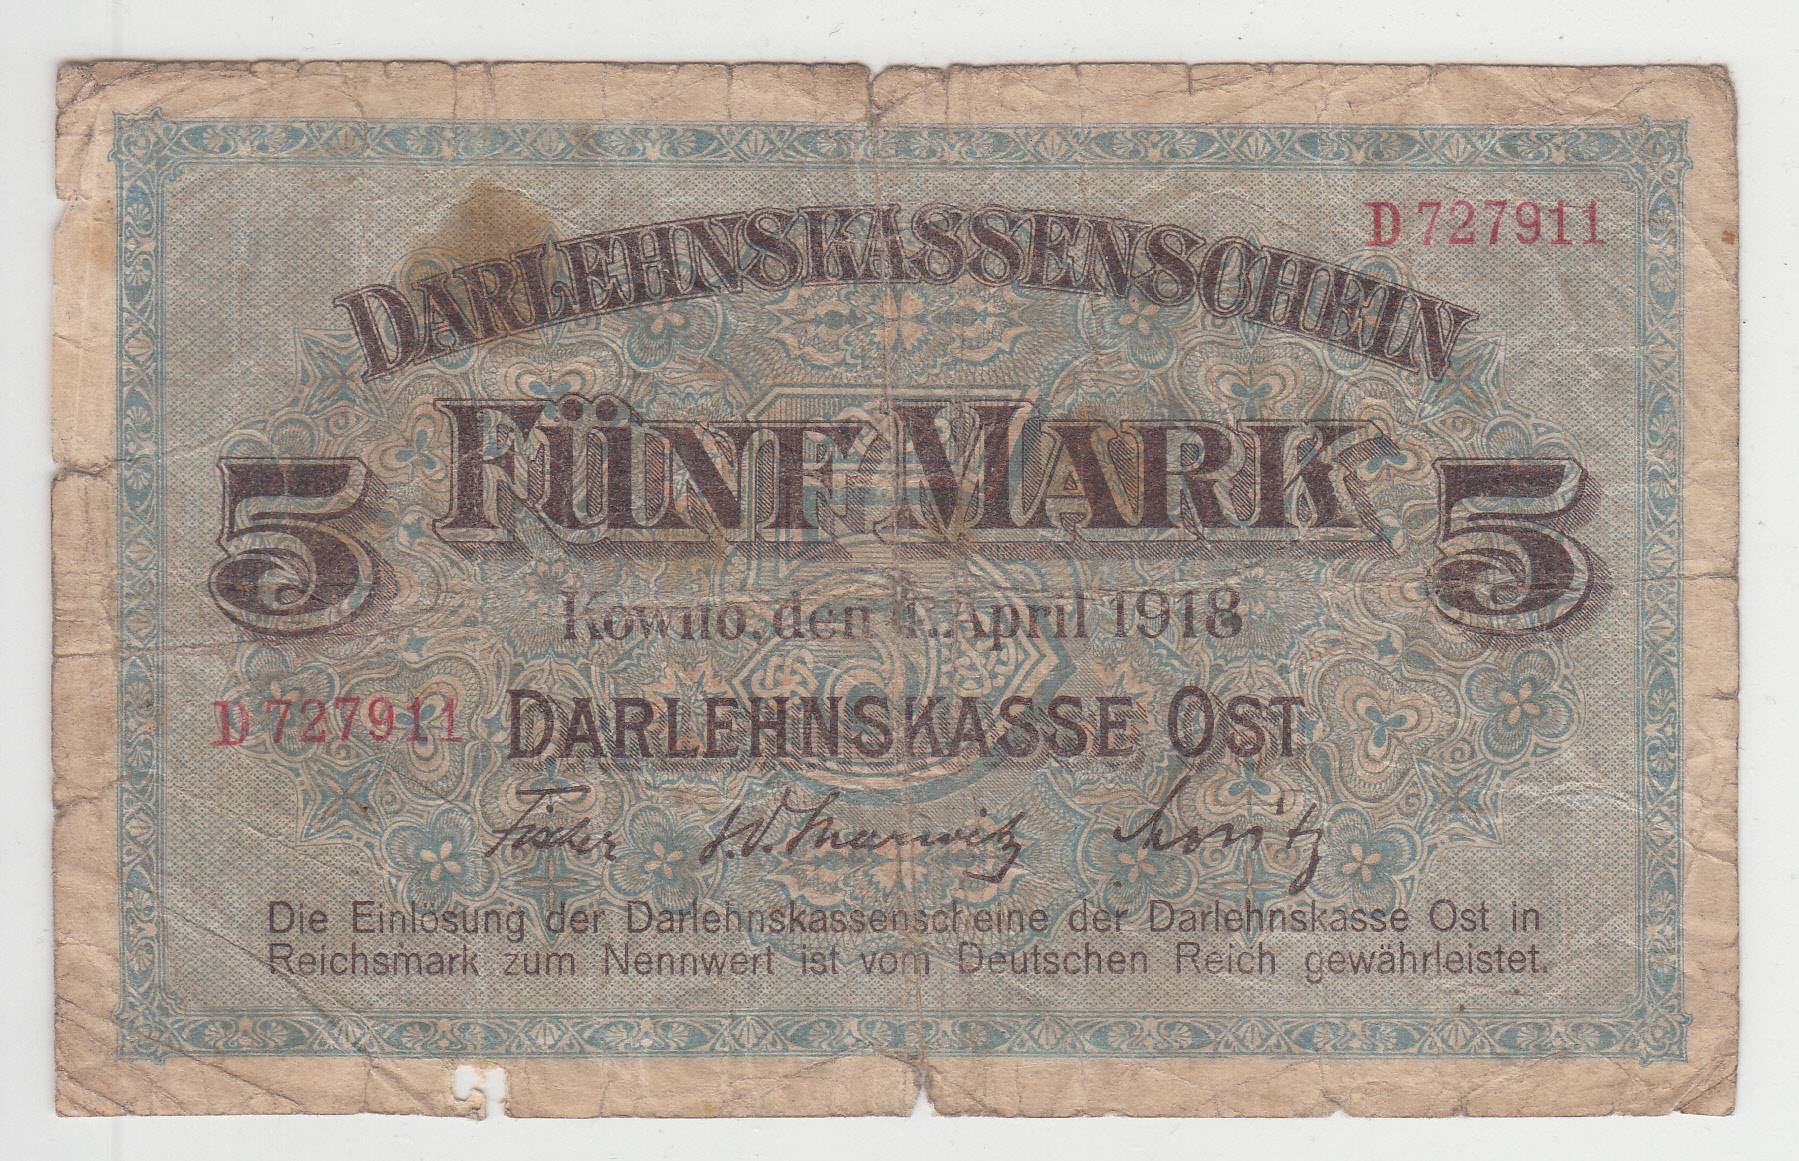 D 727911
DARLEHNSKASSENSCHEIN
FÜNF MARK
5 5
Kowno, den 4. April 1918
D 727911
DARLEHNSKASSE OST
Fischer
Die Einlösung der Darlehnskassenscheine der Darlehnskasse Ost in
Reichsmark zum Nennwert ist vom Deutschen Reich gewährleistet.